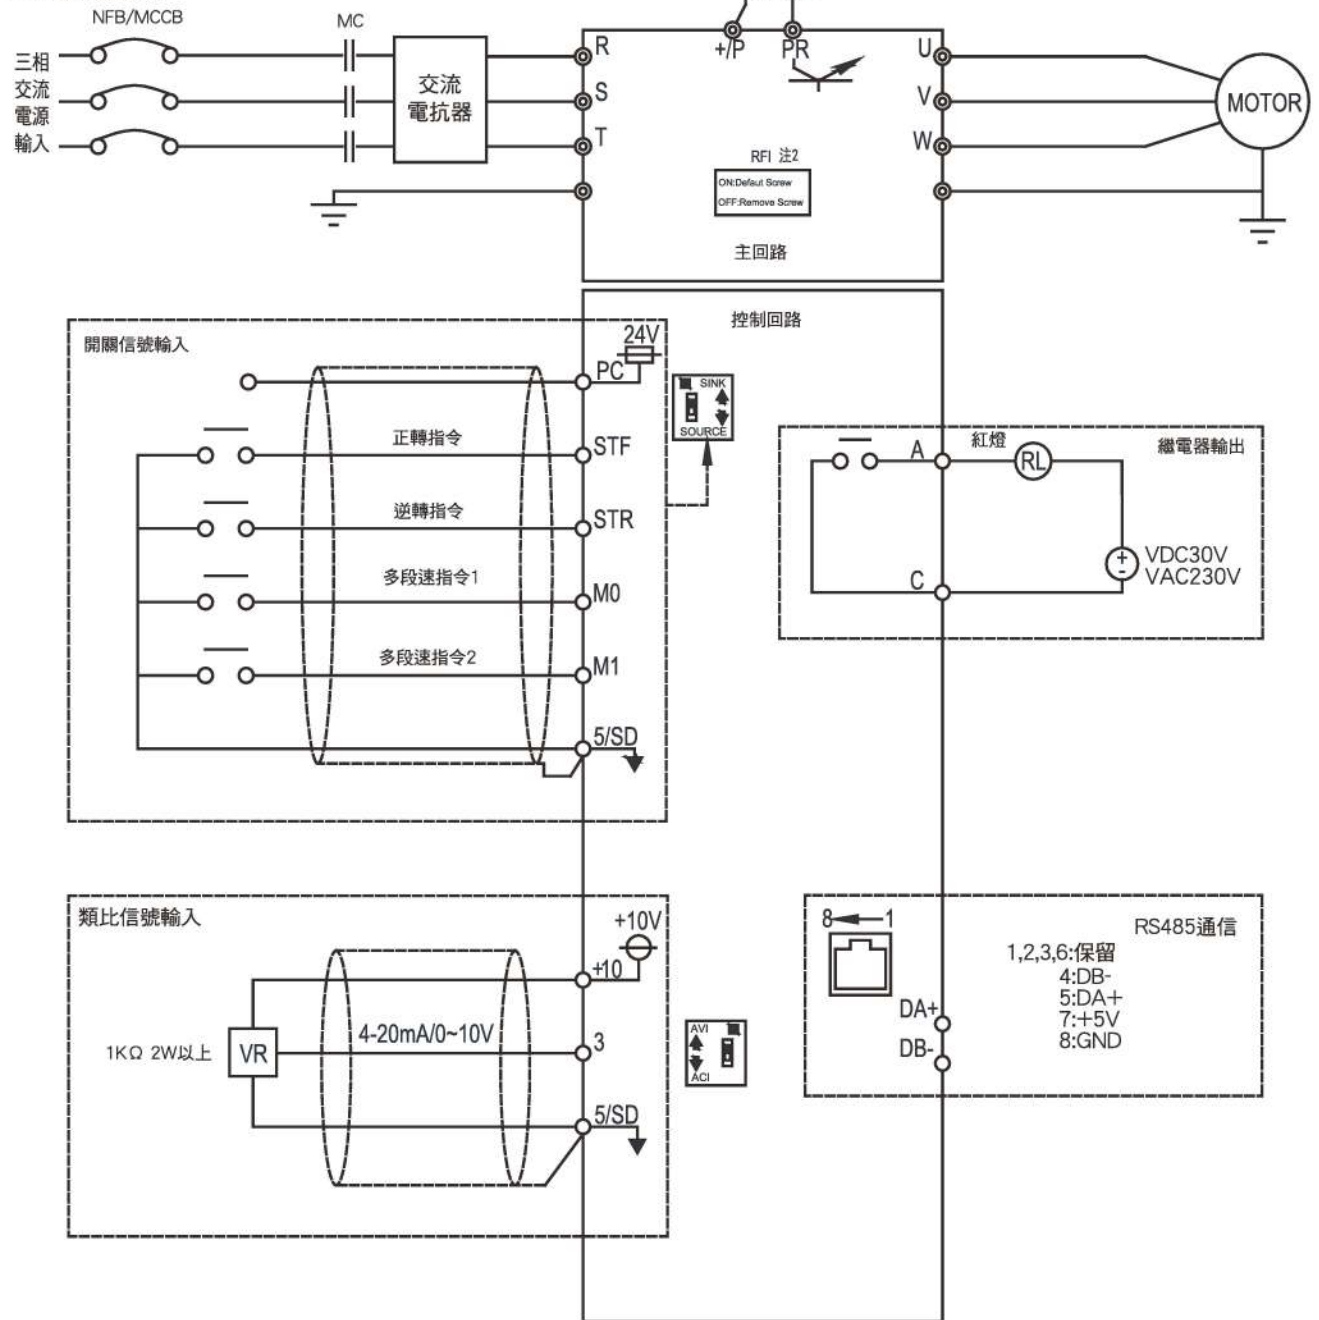 NFB/MCCB
MC
三相
交流
電源
輸入
交流
電抗器
R
S
T
+/P
PR
U
V
W
MOTOR
RFI 注2
ON:Defaut Screw
OFF:Remove Screw
主回路
控制回路
開關信號輸入
24V
PC
SINK
SOURCE
正轉指令
STF
逆轉指令
STR
多段速指令1
M0
多段速指令2
M1
5/SD
A
紅燈
RL
繼電器輸出
C
+
-
VDC30V
VAC230V
類比信號輸入
+10V
+10
1KΩ 2W以上
VR
4-20mA/0~10V
3
AVI
ACI
5/SD
8
1
RS485通信
1,2,3,6:保留
4:DB-
5:DA+
7:+5V
8:GND
DA+
DB-